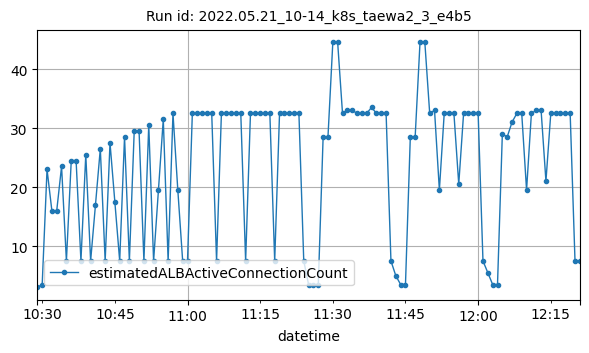 Run id: 2022.05.21_10-14_k8s_taewa2_3_e4b5
40
30
20
10
estimatedALBActiveConnectionCount
10:30 10:45 11:00 11:15 11:30 11:45 12:00 12:15
datetime